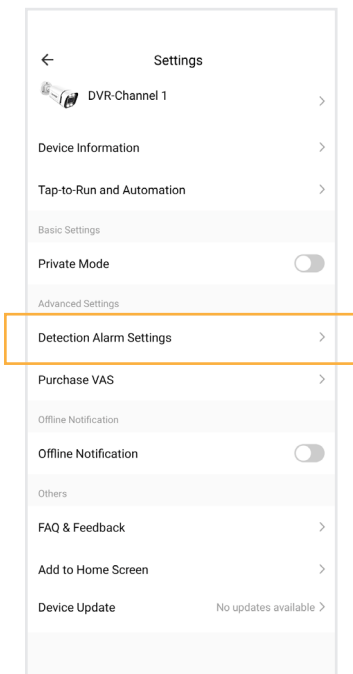 Settings
DVR-Channel 1
Device Information
Tap-to-Run and Automation
Basic Settings
Private Mode
Advanced Settings
Detection Alarm Settings
Purchase VAS
Offline Notification
Offline Notification
Others
FAQ & Feedback
Add to Home Screen
Device Update No updates available